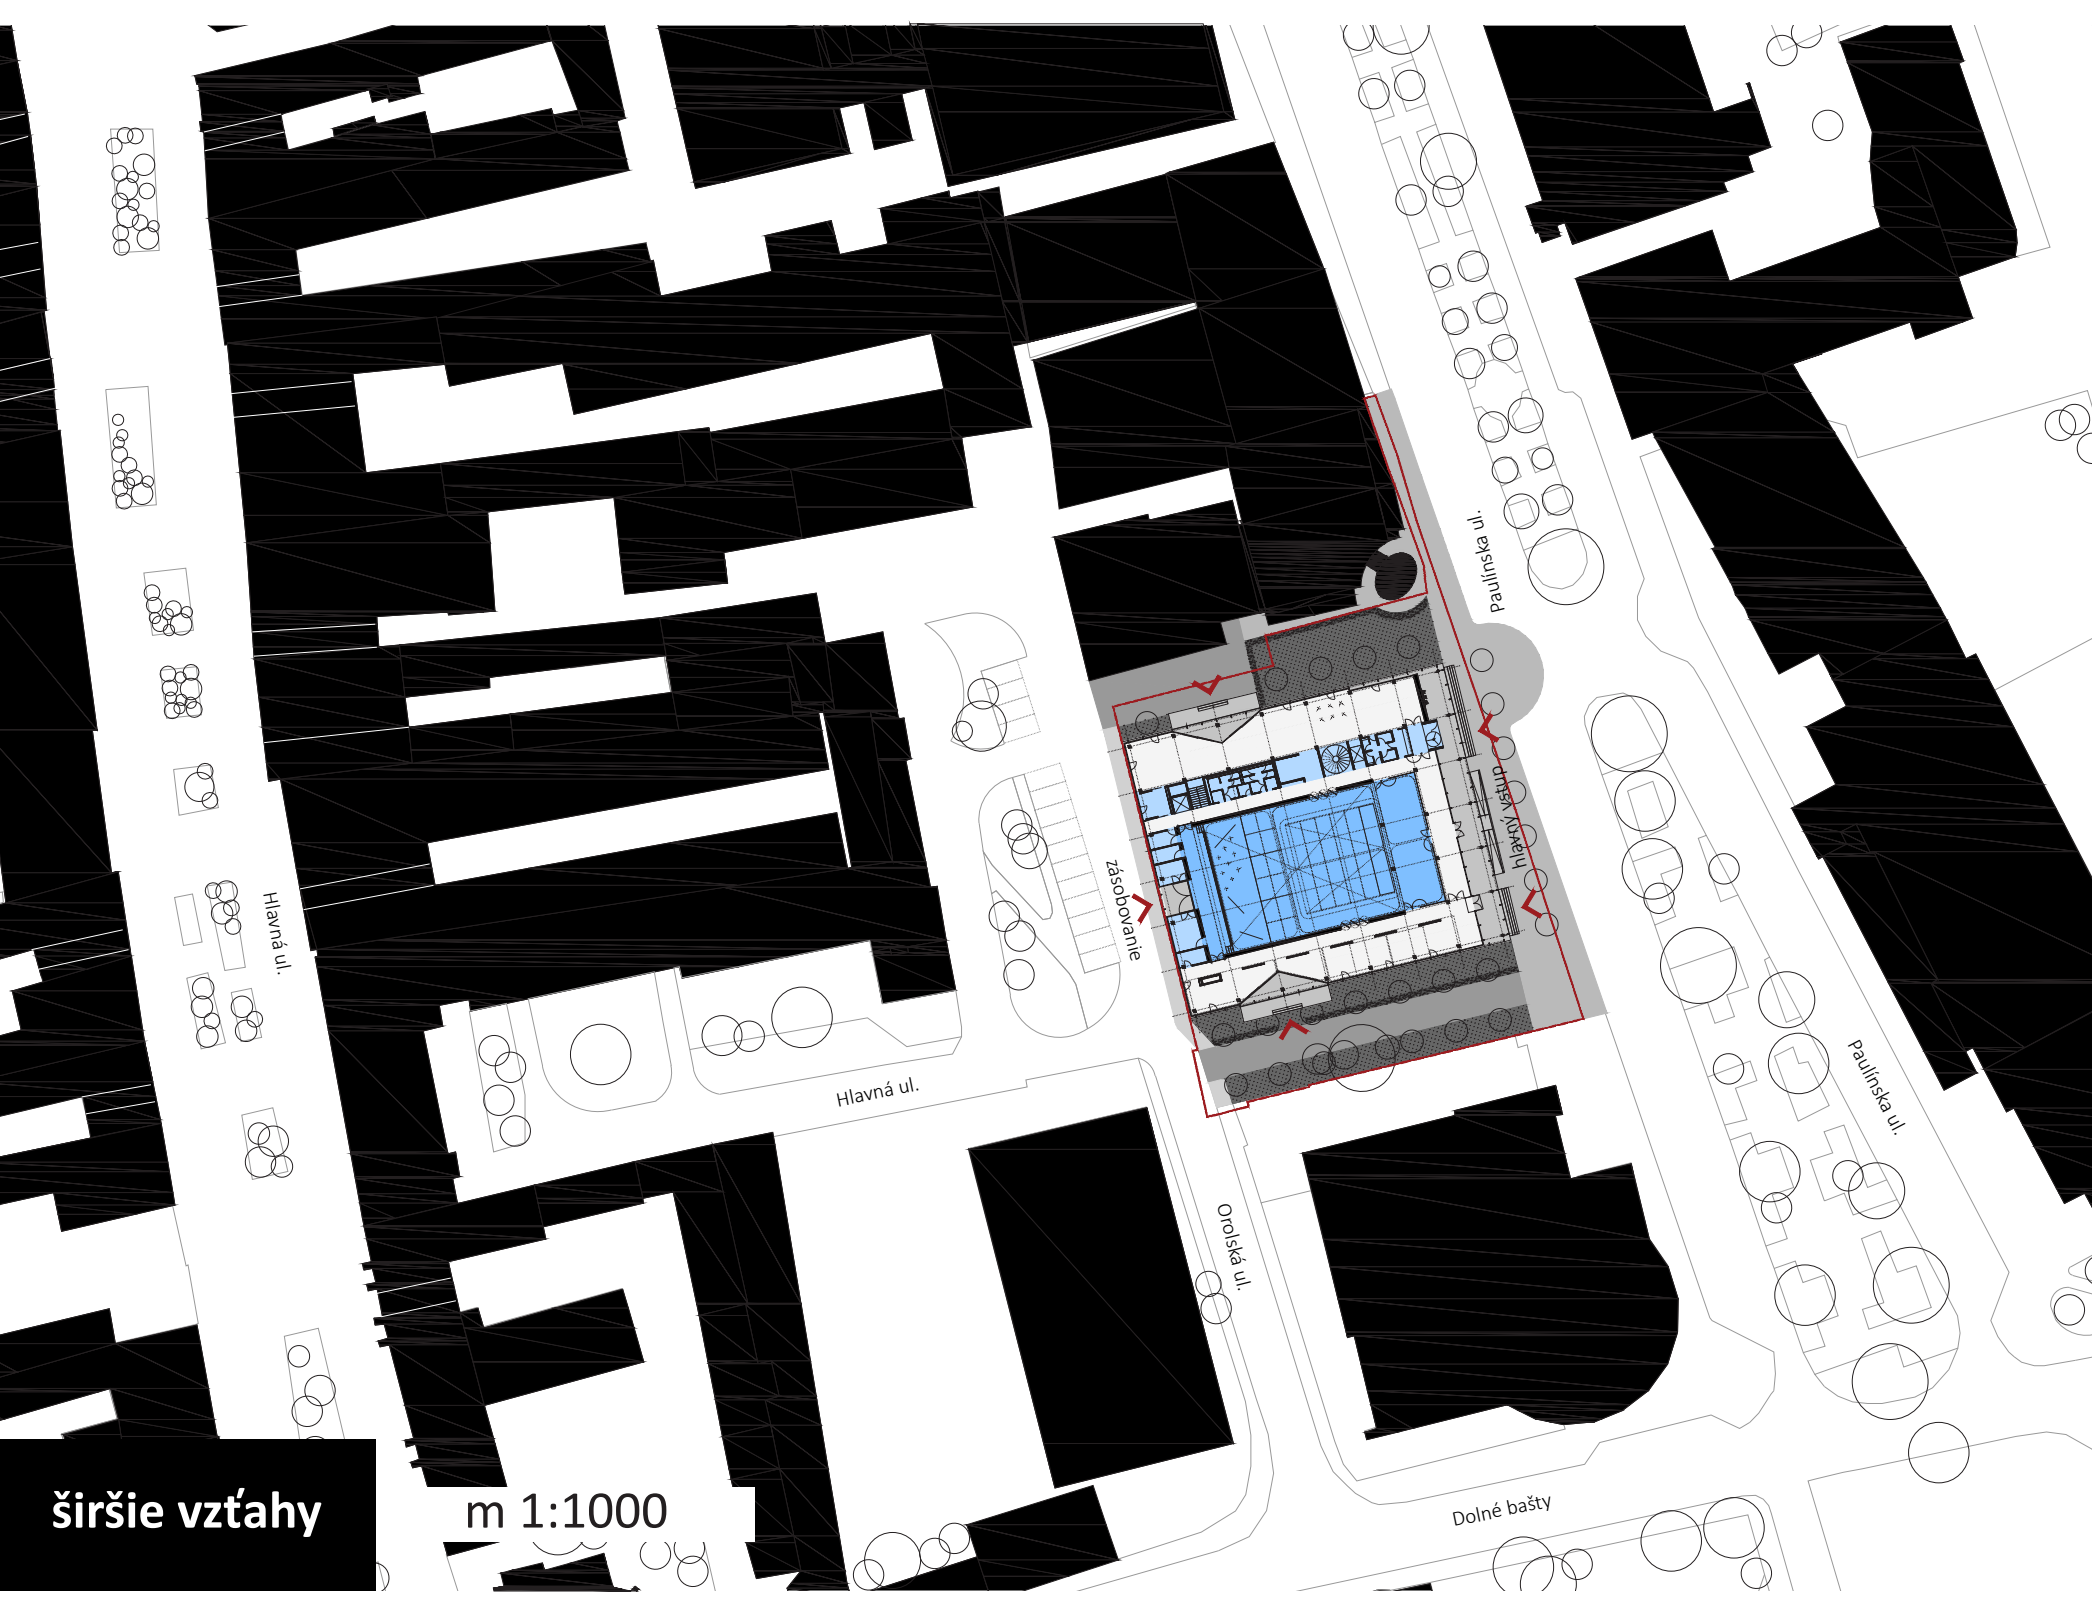 Paulínska ul.
hlavný vstup
zásobovanie
Hlavná ul.
Hlavná ul.
Paulínska ul.
Orolská ul.
Dolné bašty
širšie vzťahy
m 1:1000